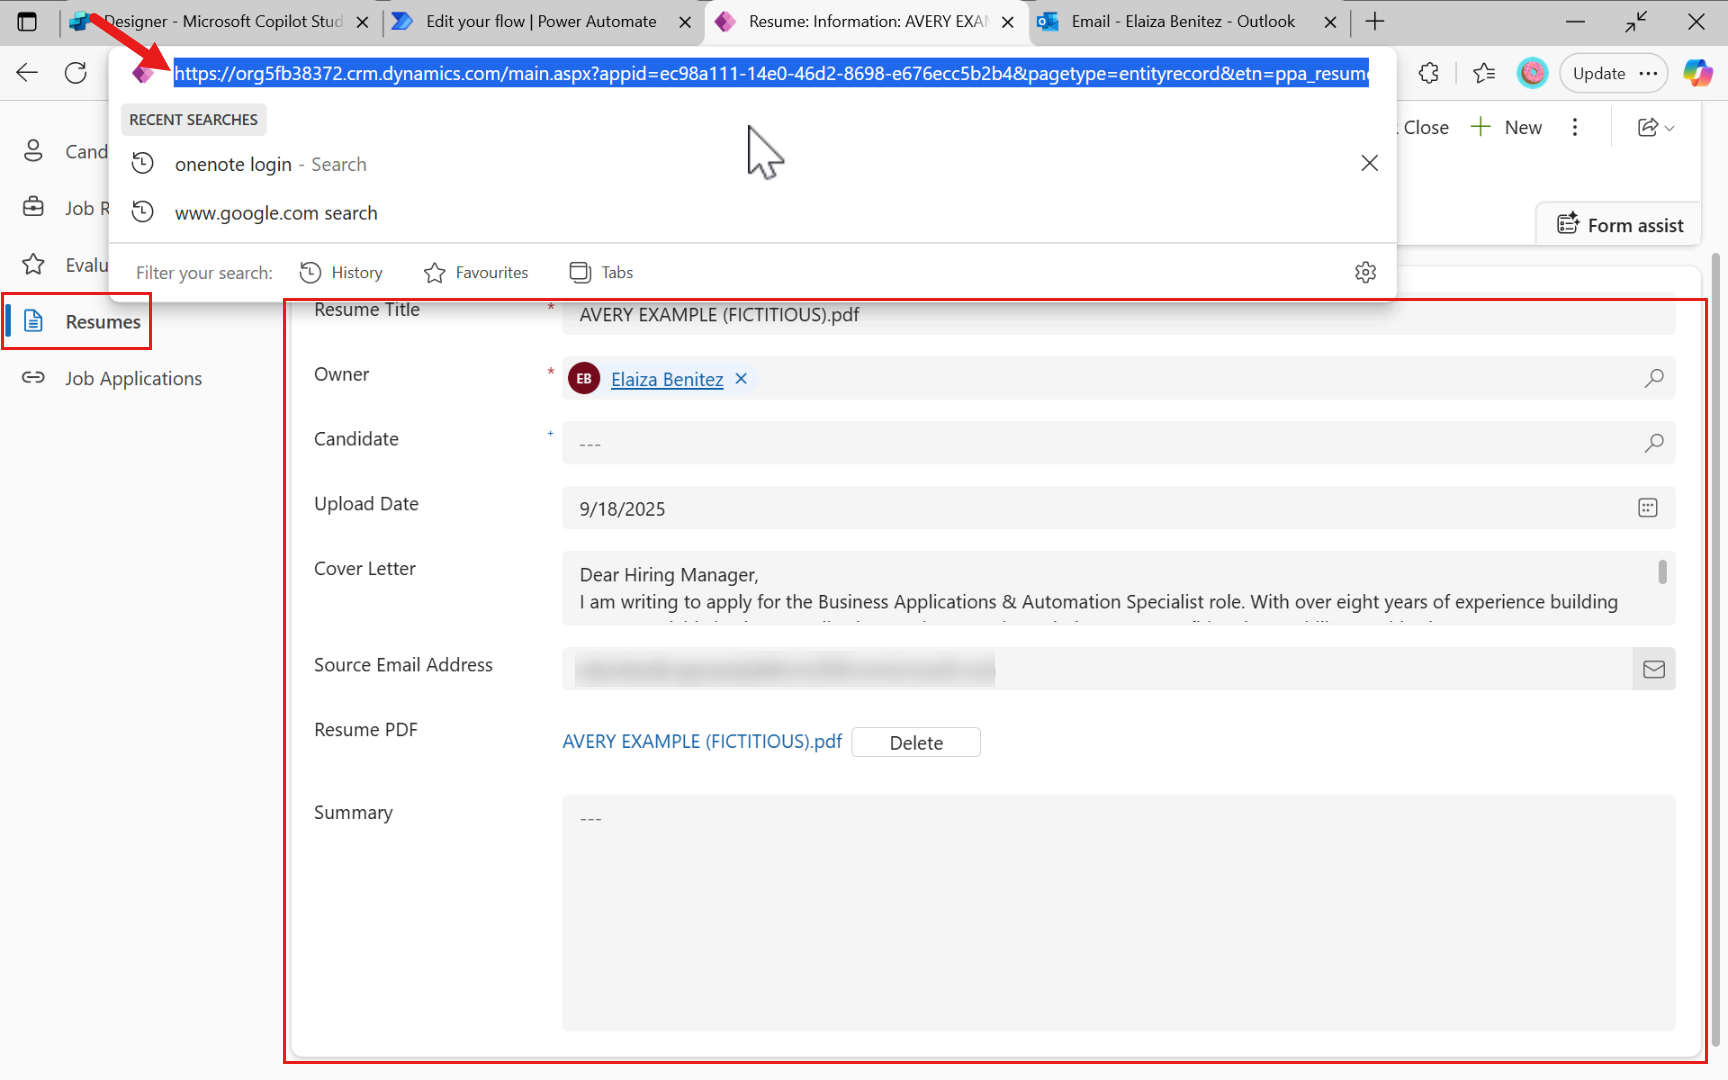 Designer - Microsoft Copilot Stud
Edit your flow | Power Automate
Resume: Information: AVERY EXAM
Email - Elaiza Benitez - Outlook
https://org5fb38372.crm.dynamics.com/main.aspx?appid=ec98a111-14e0-46d2-8698-e676ecc5b2b4&pagetype=entityrecord&etn=ppa_resume
Update
RECENT SEARCHES
onenote login - Search
www.google.com search
Filter your search:
History
Favourites
Tabs
Close
New
Form assist
Cand
Job R
Evalu
Resumes
Job Applications
Resume Title * AVERY EXAMPLE (FICTITIOUS).pdf
Owner * EB Elaiza Benitez
Candidate + ---
Upload Date 9/18/2025
Cover Letter Dear Hiring Manager,
I am writing to apply for the Business Applications & Automation Specialist role. With over eight years of experience building
Source Email Address
Resume PDF AVERY EXAMPLE (FICTITIOUS).pdf Delete
Summary ---